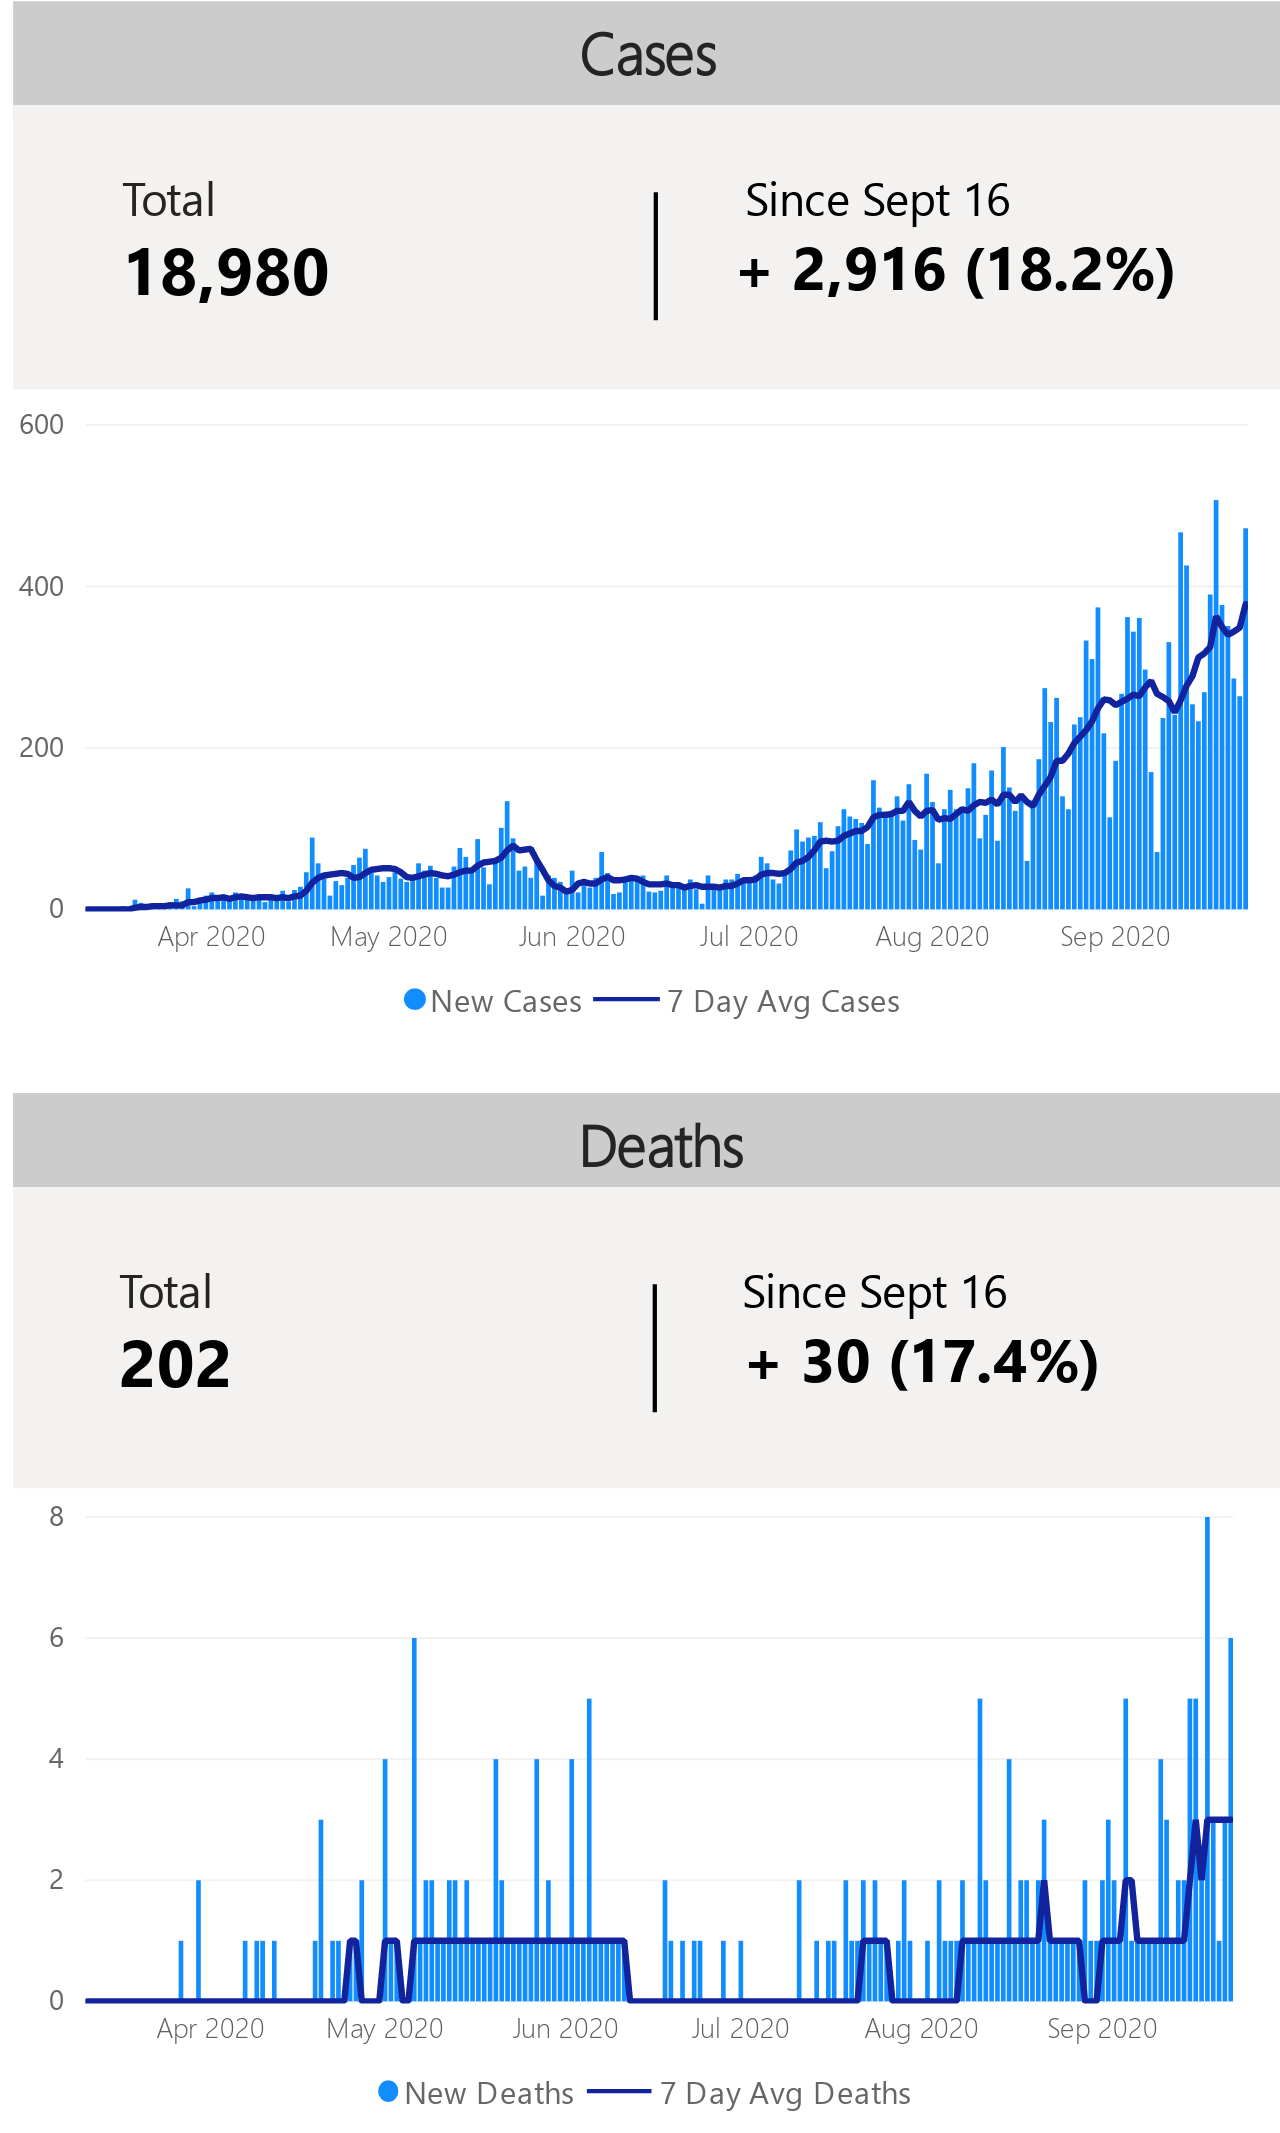 Cases
Total
Since Sept 16
18,980
+ 2,916 (18.2%)
600
400
200
0
Apr 2020
May 2020
Jun 2020
Jul 2020
Aug 2020
Sep 2020
New Cases
7 Day Avg Cases
Deaths
Total
Since Sept 16
202
+ 30 (17.4%)
8
6
4
2
0
Apr 2020
May 2020
Jun 2020
Jul 2020
Aug 2020
Sep 2020
New Deaths
7 Day Avg Deaths